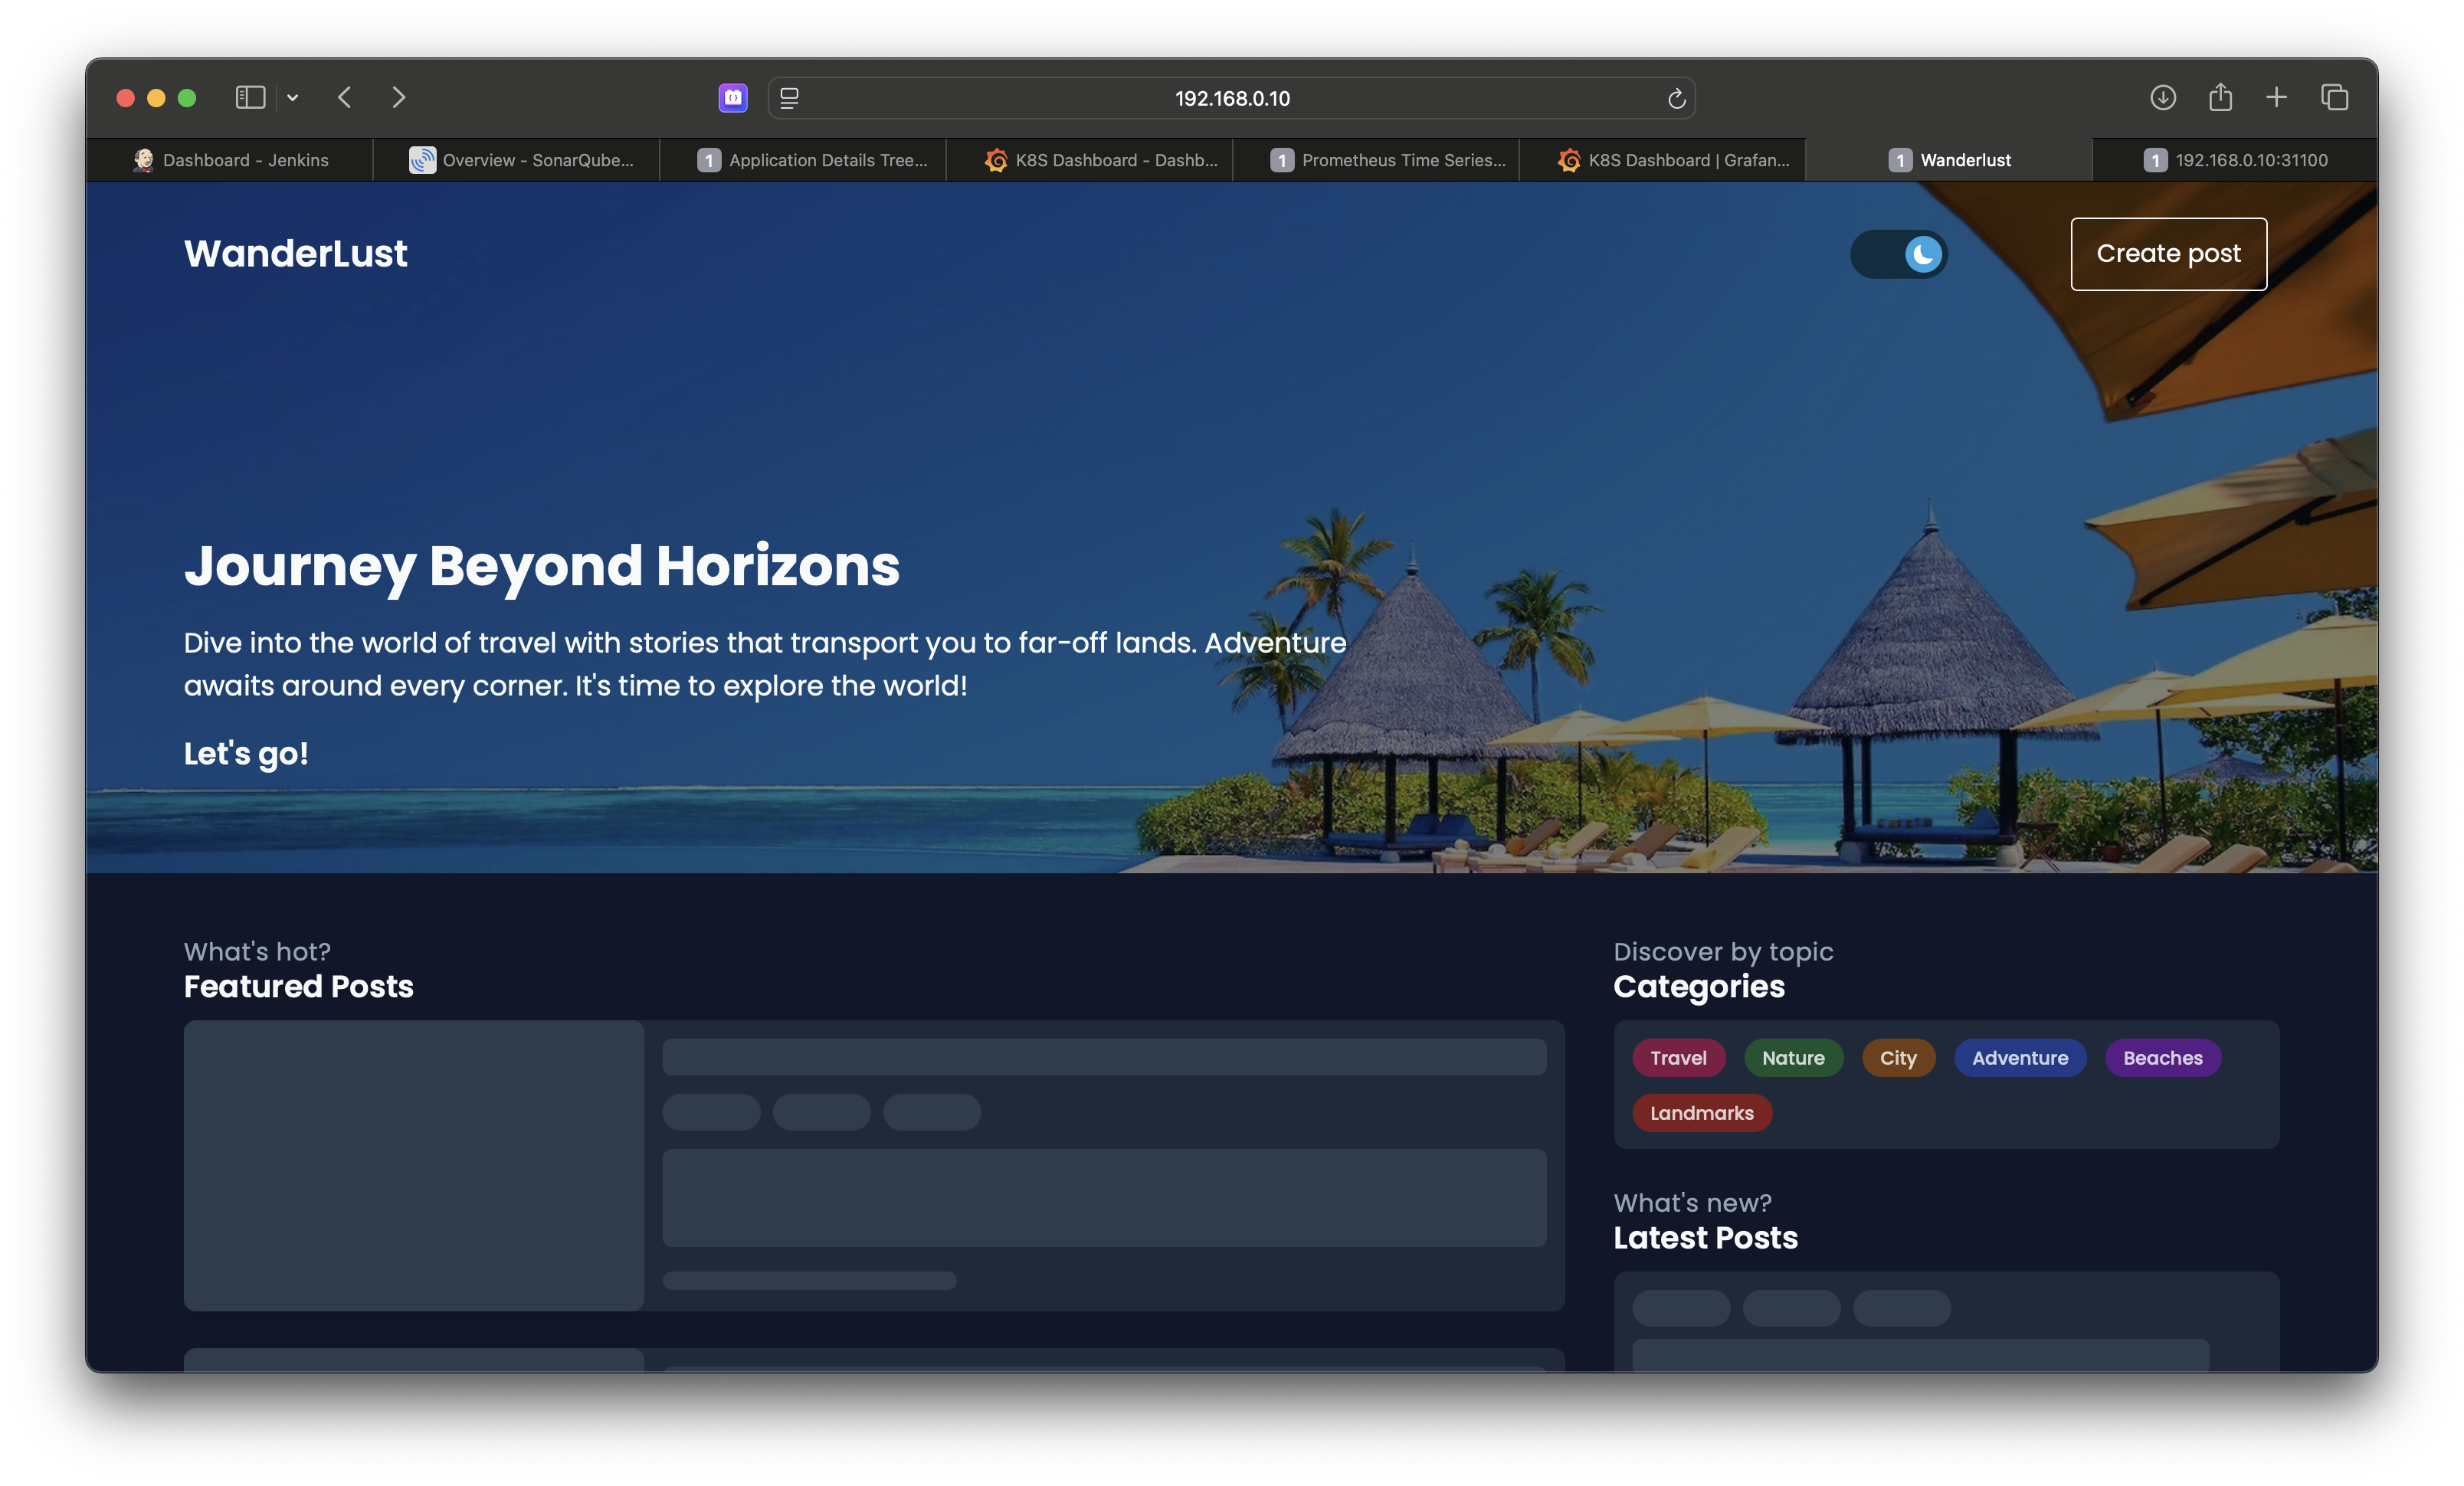 192.168.0.10
Dashboard - Jenkins
Overview - SonarQube...
1 Application Details Tree...
K8S Dashboard - Dashb...
1 Prometheus Time Series...
K8S Dashboard | Grafan...
1 Wanderlust
1 192.168.0.10:31100
WanderLust
Create post
Journey Beyond Horizons
Dive into the world of travel with stories that transport you to far-off lands. Adventure
awaits around every corner. It's time to explore the world!
Let's go!
What's hot?
Featured Posts
Discover by topic
Categories
Travel Nature City Adventure Beaches
Landmarks
What's new?
Latest Posts